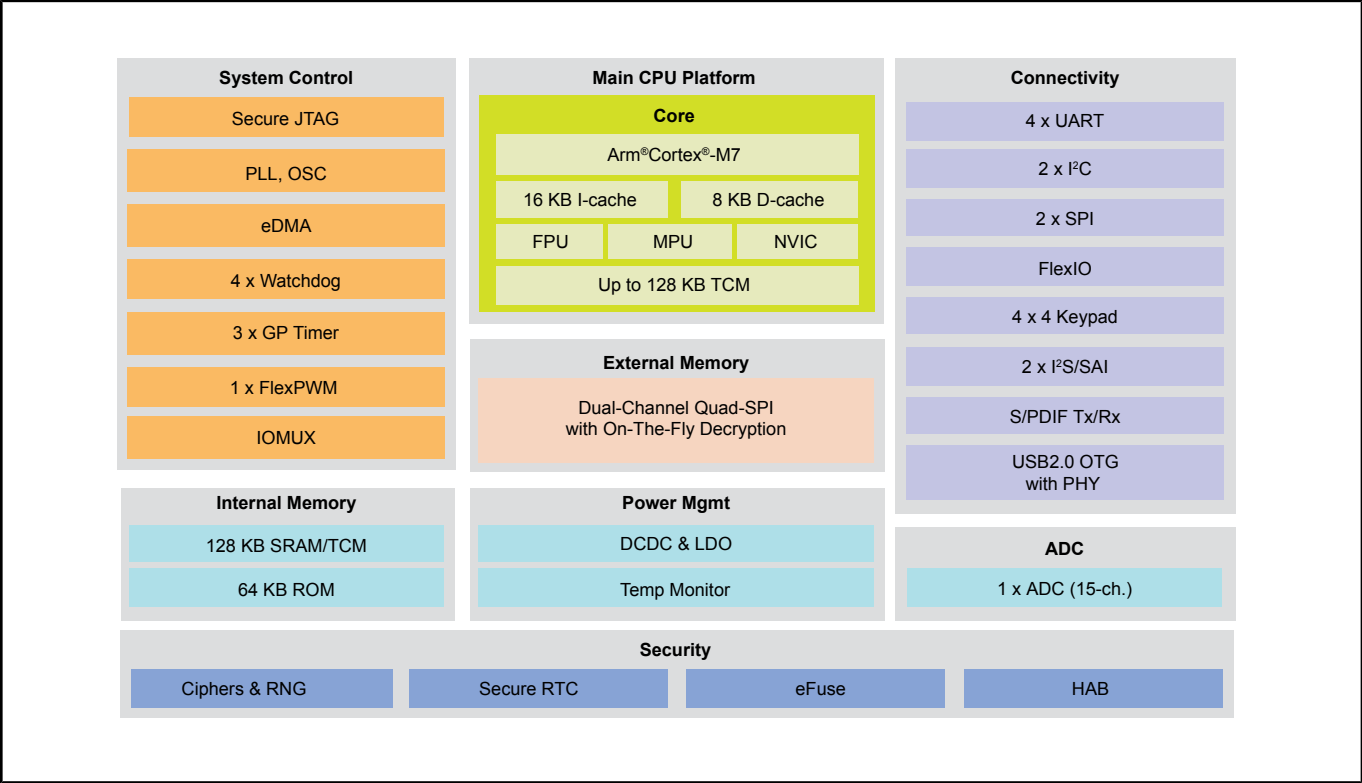 System Control
Secure JTAG
PLL, OSC
eDMA
4 x Watchdog
3 x GP Timer
1 x FlexPWM
IOMUX
Main CPU Platform
Core
Arm®Cortex®-M7
16 KB I-cache
8 KB D-cache
FPU
MPU
NVIC
Up to 128 KB TCM
External Memory
Dual-Channel Quad-SPI
with On-The-Fly Decryption
Connectivity
4 x UART
2 x I²C
2 x SPI
FlexIO
4 x 4 Keypad
2 x I²S/SAI
S/PDIF Tx/Rx
USB2.0 OTG
with PHY
Internal Memory
128 KB SRAM/TCM
64 KB ROM
Power Mgmt
DCDC & LDO
Temp Monitor
ADC
1 x ADC (15-ch.)
Security
Ciphers & RNG
Secure RTC
eFuse
HAB